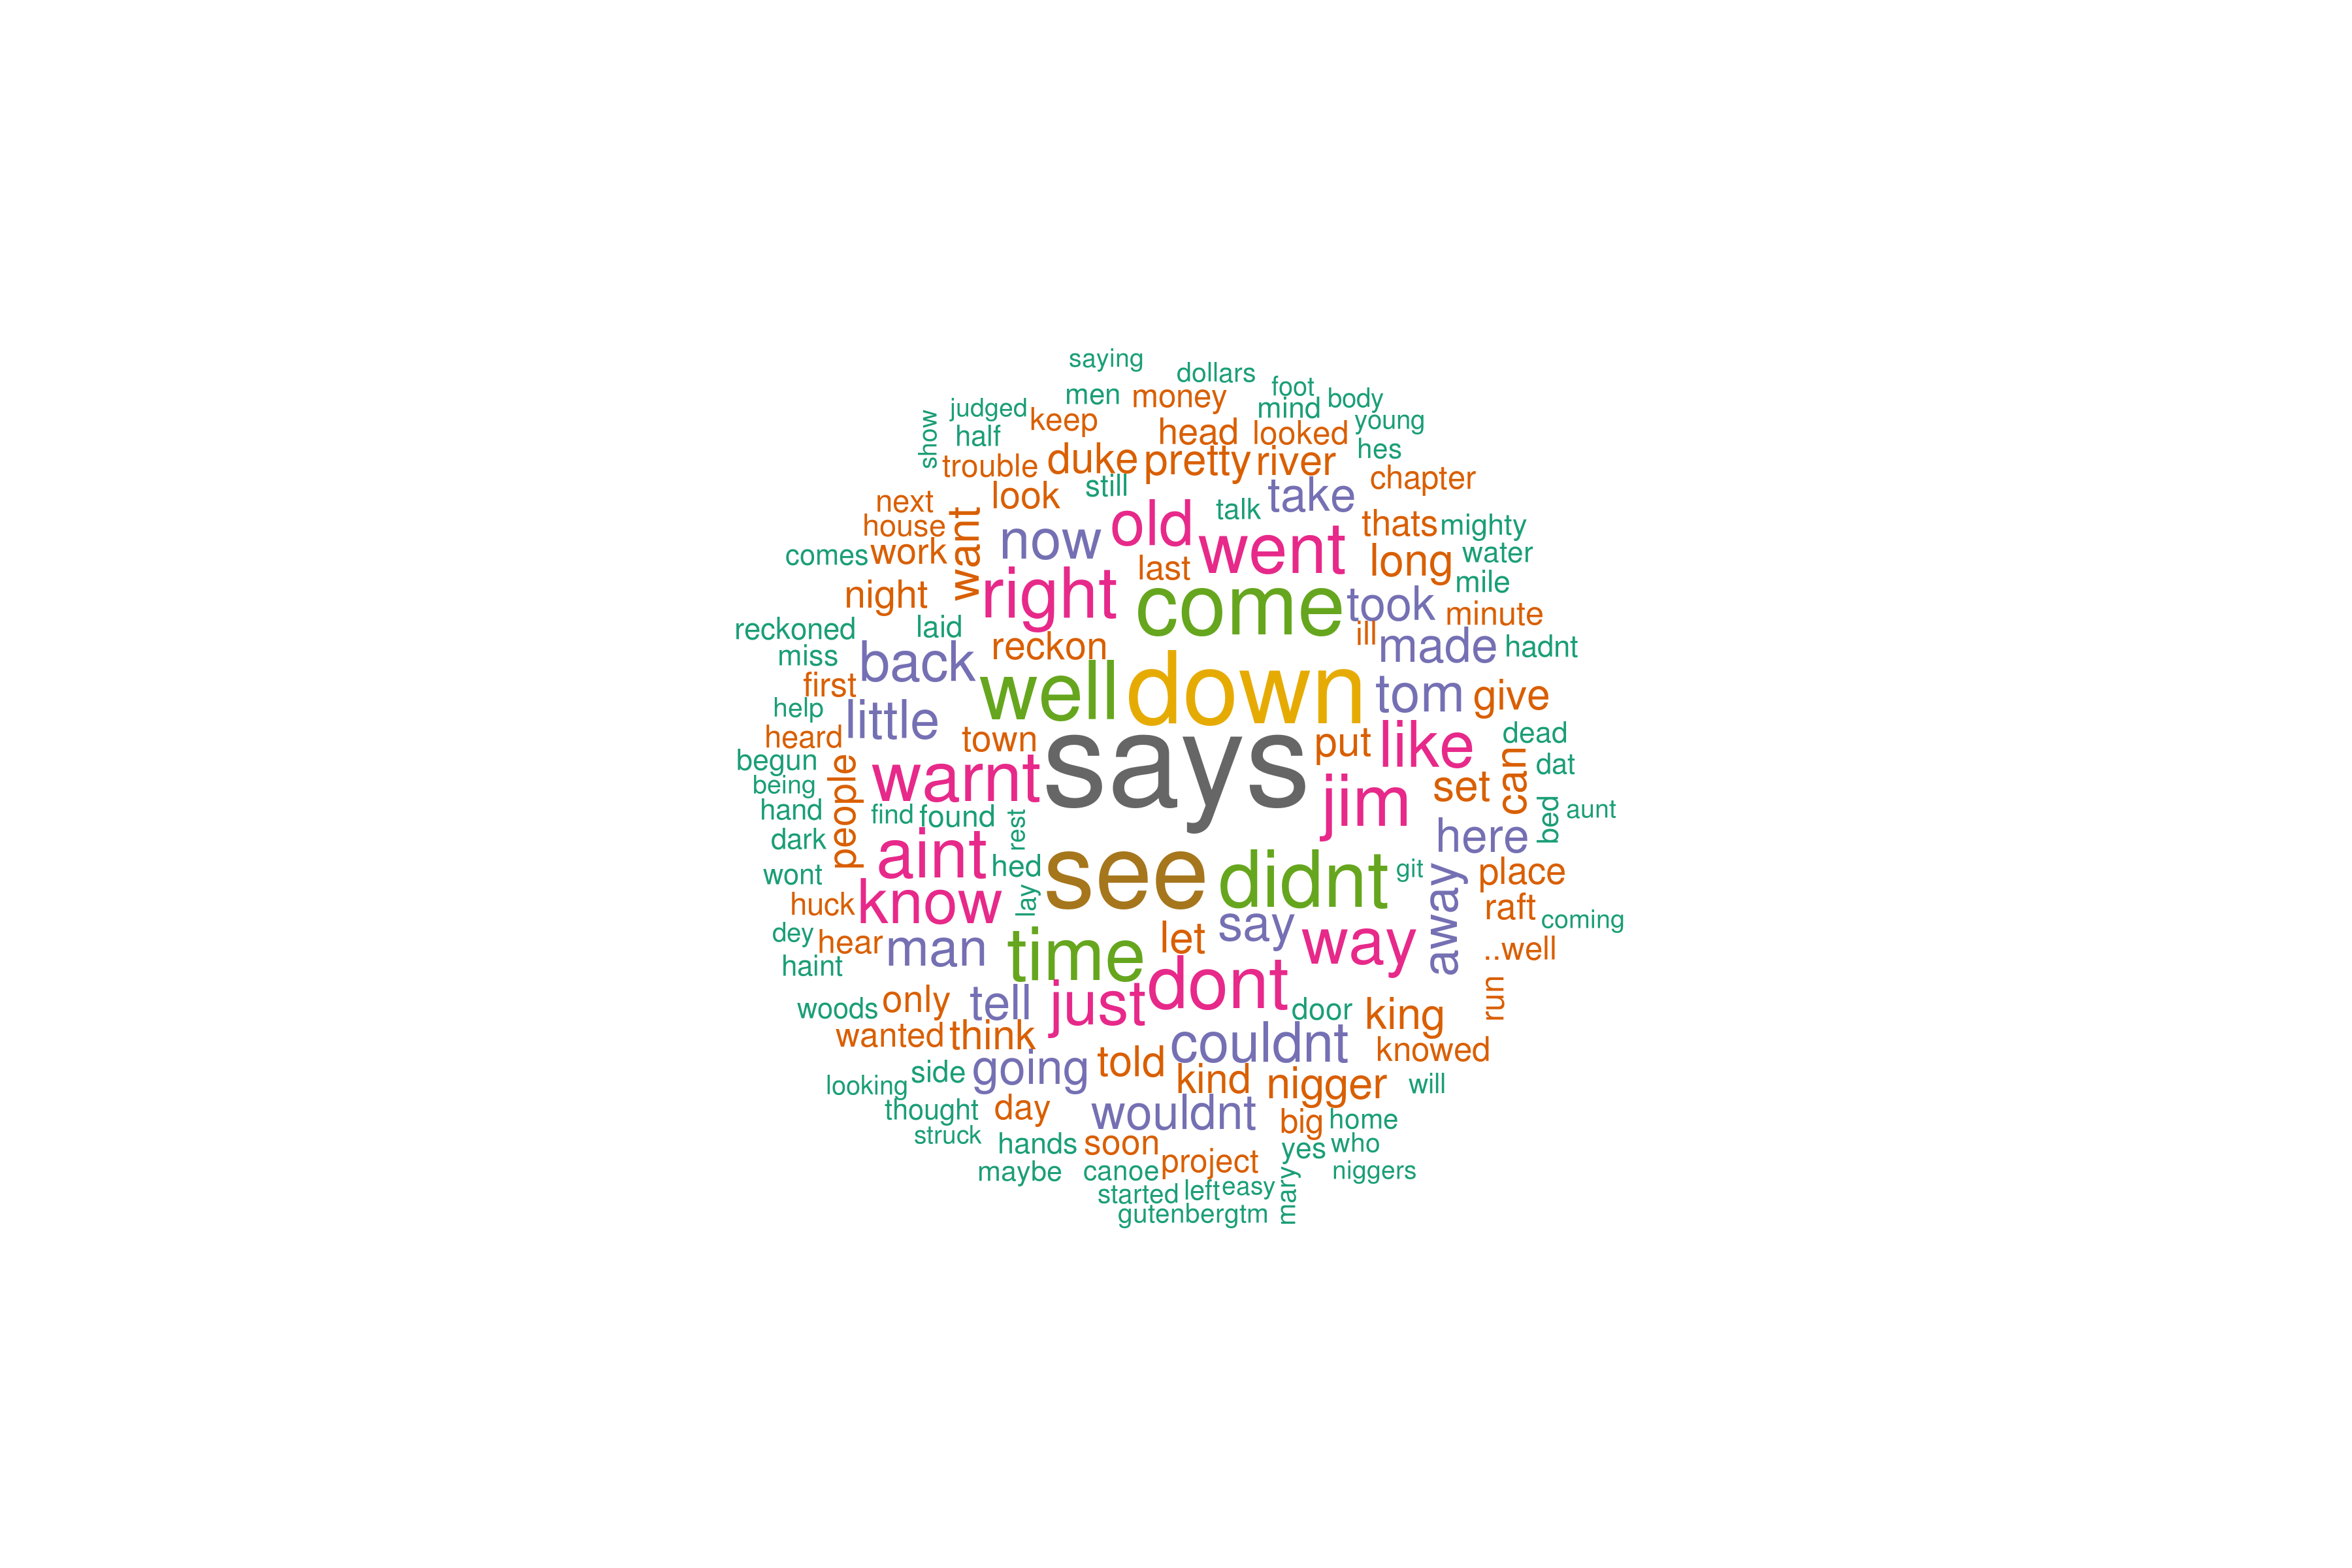 saying
dollars
men money foot
mind body
judged keep
show half head looked young
trouble duke pretty river hes
chapter
next look still take
house want now old talk went thats mighty
comes work last long water
night right come took mile
minute
reckoned laid reckon ill made hadnt
miss back
first well down tom give
help little
heard town put like dead
begun people warnt says jim set can dat
being
hand find found rest bed aunt
dark aint hed see didnt git here
wont know lay away place
huck raft coming
dey hear man time let say way ..well
haint
woods only tell just dont door king run
wanted think couldnt knowed
side going told
looking kind nigger will
thought day wouldnt big home
struck hands soon yes who
maybe canoe project mary niggers
started left easy
gutenbergtm